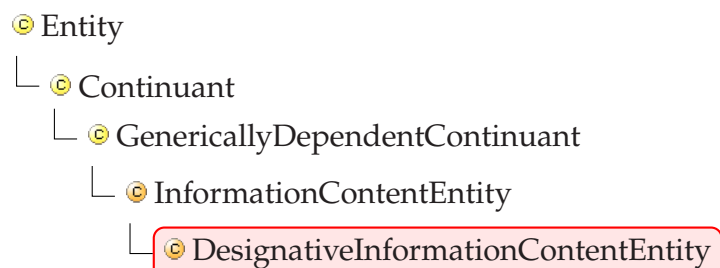 C Entity
C Continuant
C GenericallyDependentContinuant
C InformationContentEntity
C DesignativeInformationContentEntity